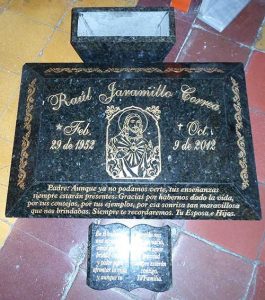 Raúl Jaramillo Correa
* Feb. 29 de 1952
✝ Oct. 9 de 2012
Padre: Aunque ya no podamos verte, tus enseñanzas
siempre estarán presentes. Gracias por habernos dado la vida,
por tus consejos, por tus ejemplos, por esa sonrisa tan maravillosa
que nos brindabas. Siempre te recordaremos. Tu Esposa e Hijas.